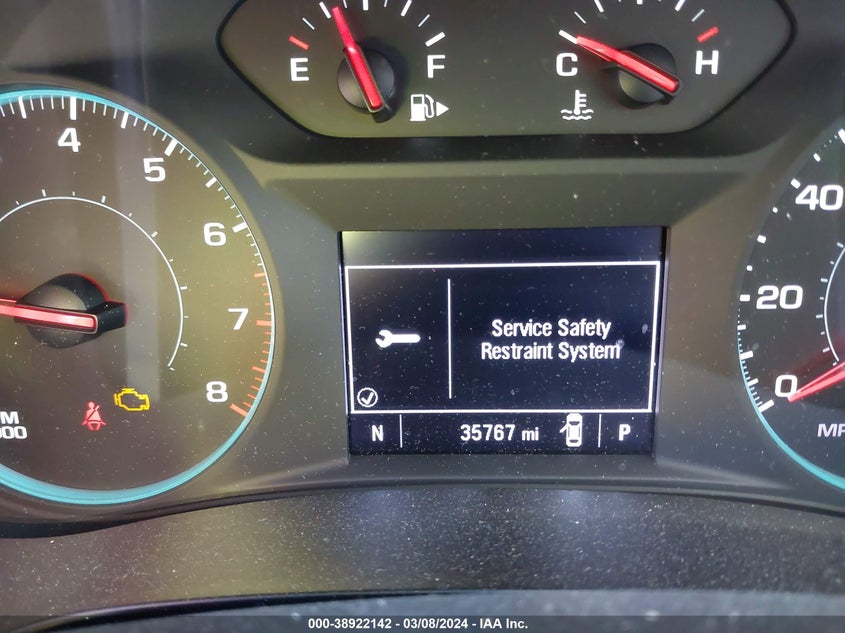 E F C H
4
5
6
7
8
40
20
0
Service Safety
Restraint System
N 35767 mi P
000-38922142 - 03/08/2024 - IAA Inc.